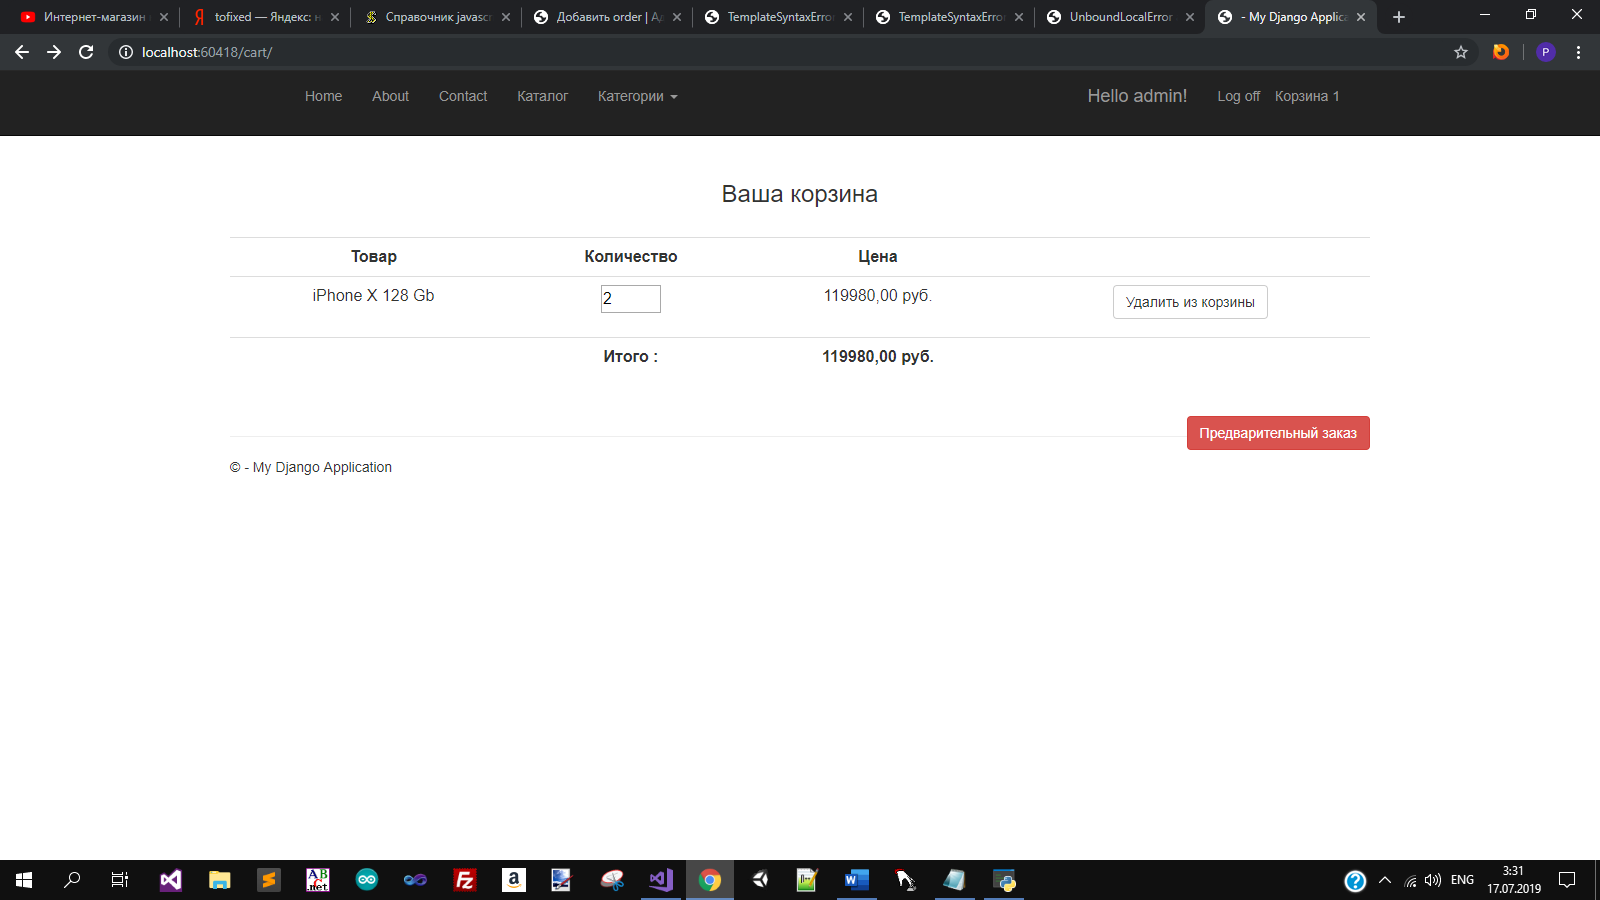 Интернет-магазин
tofixed — Яндекс: н
Справочник javasc
Добавить order | Ад
TemplateSyntaxError
TemplateSyntaxError
UnboundLocalError
- My Django Applica
localhost:60418/cart/
P
Home About Contact Каталог Категории Hello admin! Log off Корзина 1
Ваша корзина
Товар Количество Цена
iPhone X 128 Gb 2 119980,00 руб. Удалить из корзины
Итого : 119980,00 руб.
Предварительный заказ
© - My Django Application
ENG
3:31
17.07.2019